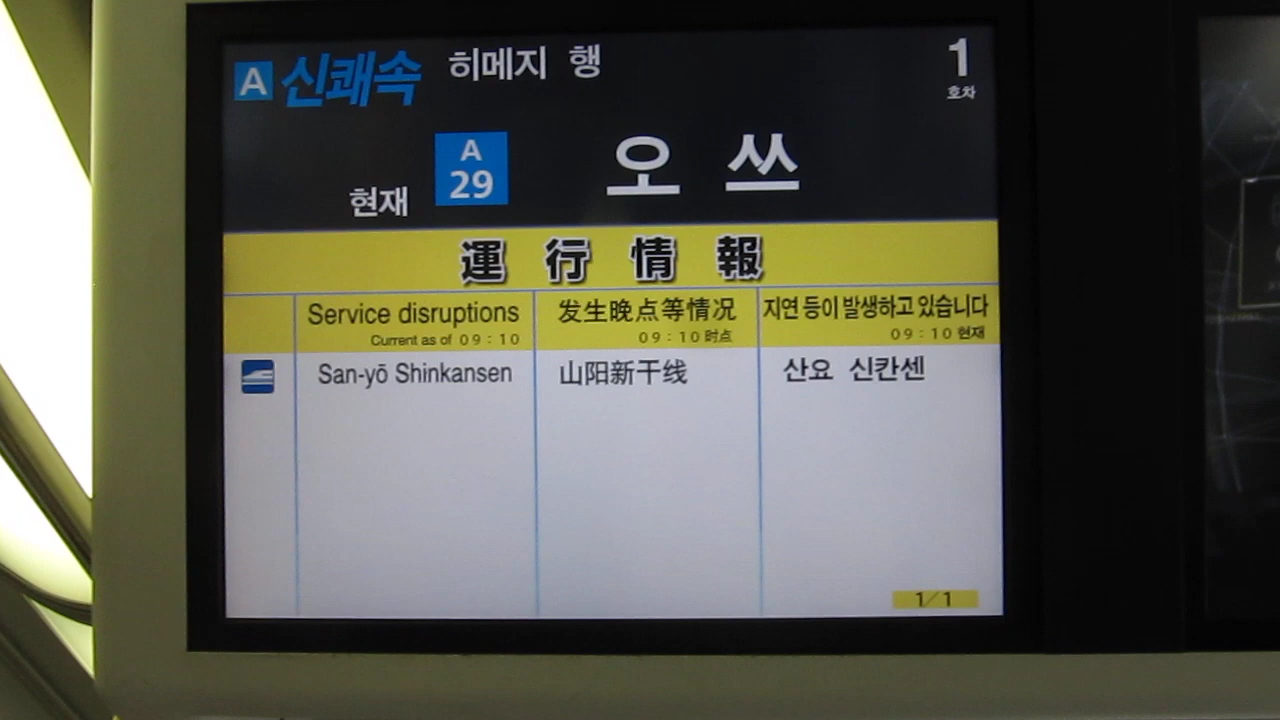 A 신쾌속 히메지 행
1
호차
현재 A 29 오쓰
運行情報
Service disruptions 发生晚点等情况 지연 등이 발생하고 있습니다
Current as of 09:10 09:10 时点 09:10 현재
San-yō Shinkansen 山阳新干线 산요 신칸센
1/1